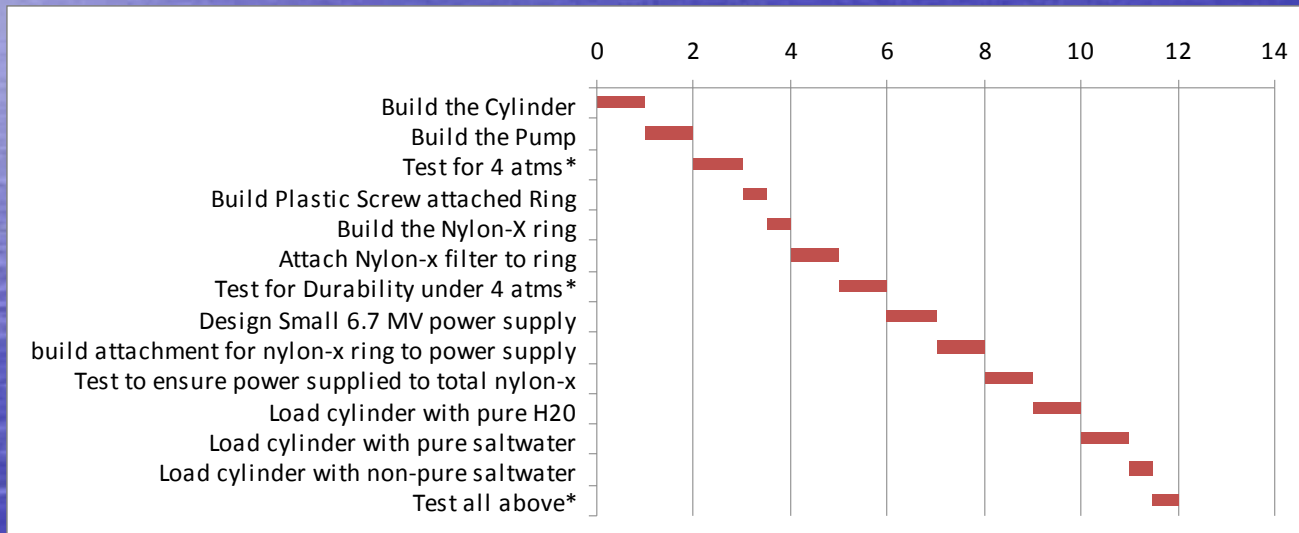 0 2 4 6 8 10 12 14
Build the Cylinder
Build the Pump
Test for 4 atms*
Build Plastic Screw attached Ring
Build the Nylon-X ring
Attach Nylon-x filter to ring
Test for Durability under 4 atms*
Design Small 6.7 MV power supply
build attachment for nylon-x ring to power supply
Test to ensure power supplied to total nylon-x
Load cylinder with pure H20
Load cylinder with pure saltwater
Load cylinder with non-pure saltwater
Test all above*